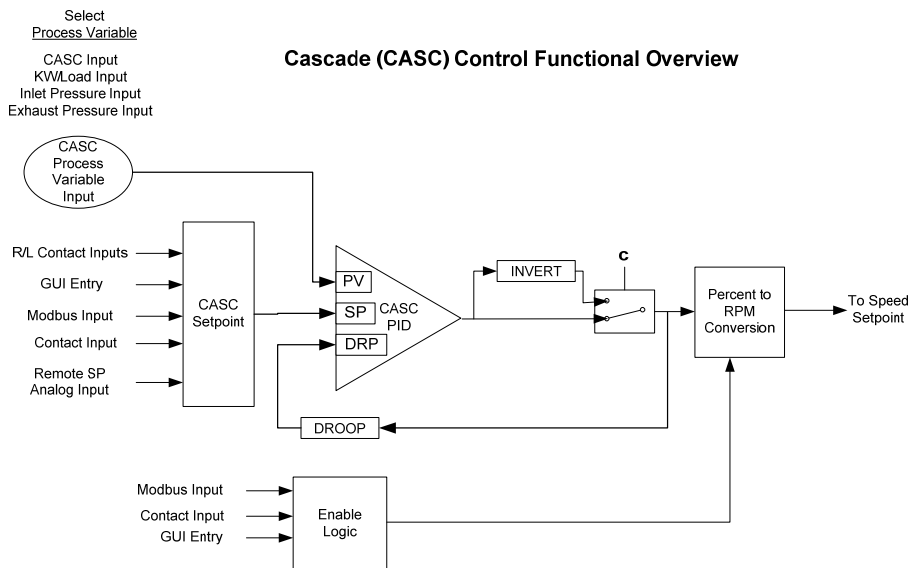 Select
Process Variable
CASC Input
KW/Load Input
Inlet Pressure Input
Exhaust Pressure Input
Cascade (CASC) Control Functional Overview
CASC
Process
Variable
Input
R/L Contact Inputs
GUI Entry
Modbus Input
Contact Input
Remote SP
Analog Input
CASC
Setpoint
PV
SP
DRP
CASC
PID
INVERT
C
Percent to
RPM
Conversion
To Speed
Setpoint
DROOP
Modbus Input
Contact Input
GUI Entry
Enable
Logic